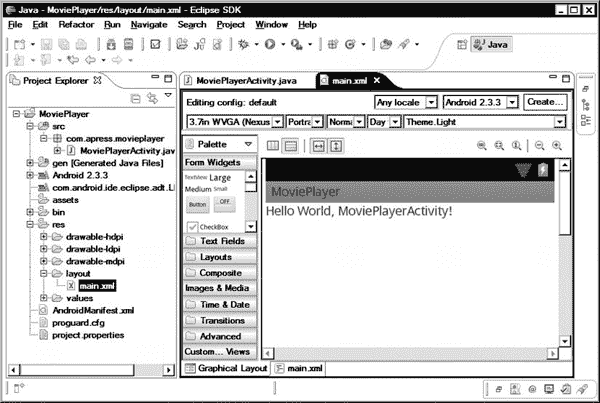 Java - MoviePlayer/res/layout/main.xml - Eclipse SDK
File Edit Refactor Run Navigate Search Project Window Help
Java
Project Explorer
MoviePlayerActivity.java main.xml
Editing config: default Any locale Android 2.3.3 Create...
3.7in WVGA (Nexus Portra Norma Day Theme.Light
Palette
Form Widgets
TextView Large
Medium Small
Button OFF
CheckBox
Text Fields
Layouts
Composite
Images & Media
Time & Date
Transitions
Advanced
Custom... Views
MoviePlayer
src
com.apress.movieplayer
MoviePlayerActivity.jav
gen [Generated Java Files]
Android 2.3.3
com.android.ide.eclipse.adt.LI
assets
bin
res
drawable-hdpi
drawable-ldpi
drawable-mdpi
layout
main.xml
values
AndroidManifest.xml
proguard.cfg
project.properties
MoviePlayer
Hello World, MoviePlayerActivity!
Graphical Layout main.xml